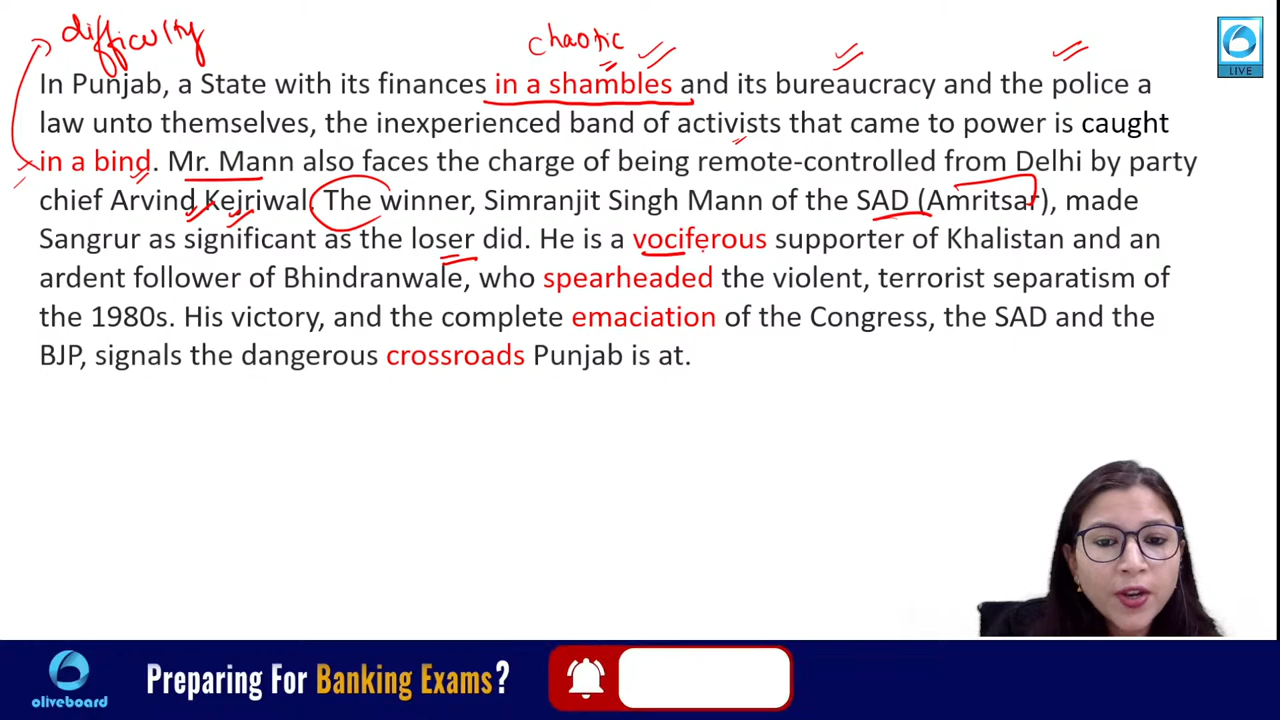 difficulty
chaotic
LIVE
In Punjab, a State with its finances in a shambles and its bureaucracy and the police a
law unto themselves, the inexperienced band of activists that came to power is caught
in a bind. Mr. Mann also faces the charge of being remote-controlled from Delhi by party
chief Arvind Kejriwal. The winner, Simranjit Singh Mann of the SAD (Amritsar), made
Sangrur as significant as the loser did. He is a vociferous supporter of Khalistan and an
ardent follower of Bhindranwale, who spearheaded the violent, terrorist separatism of
the 1980s. His victory, and the complete emaciation of the Congress, the SAD and the
BJP, signals the dangerous crossroads Punjab is at.
oliveboard
Preparing For Banking Exams?